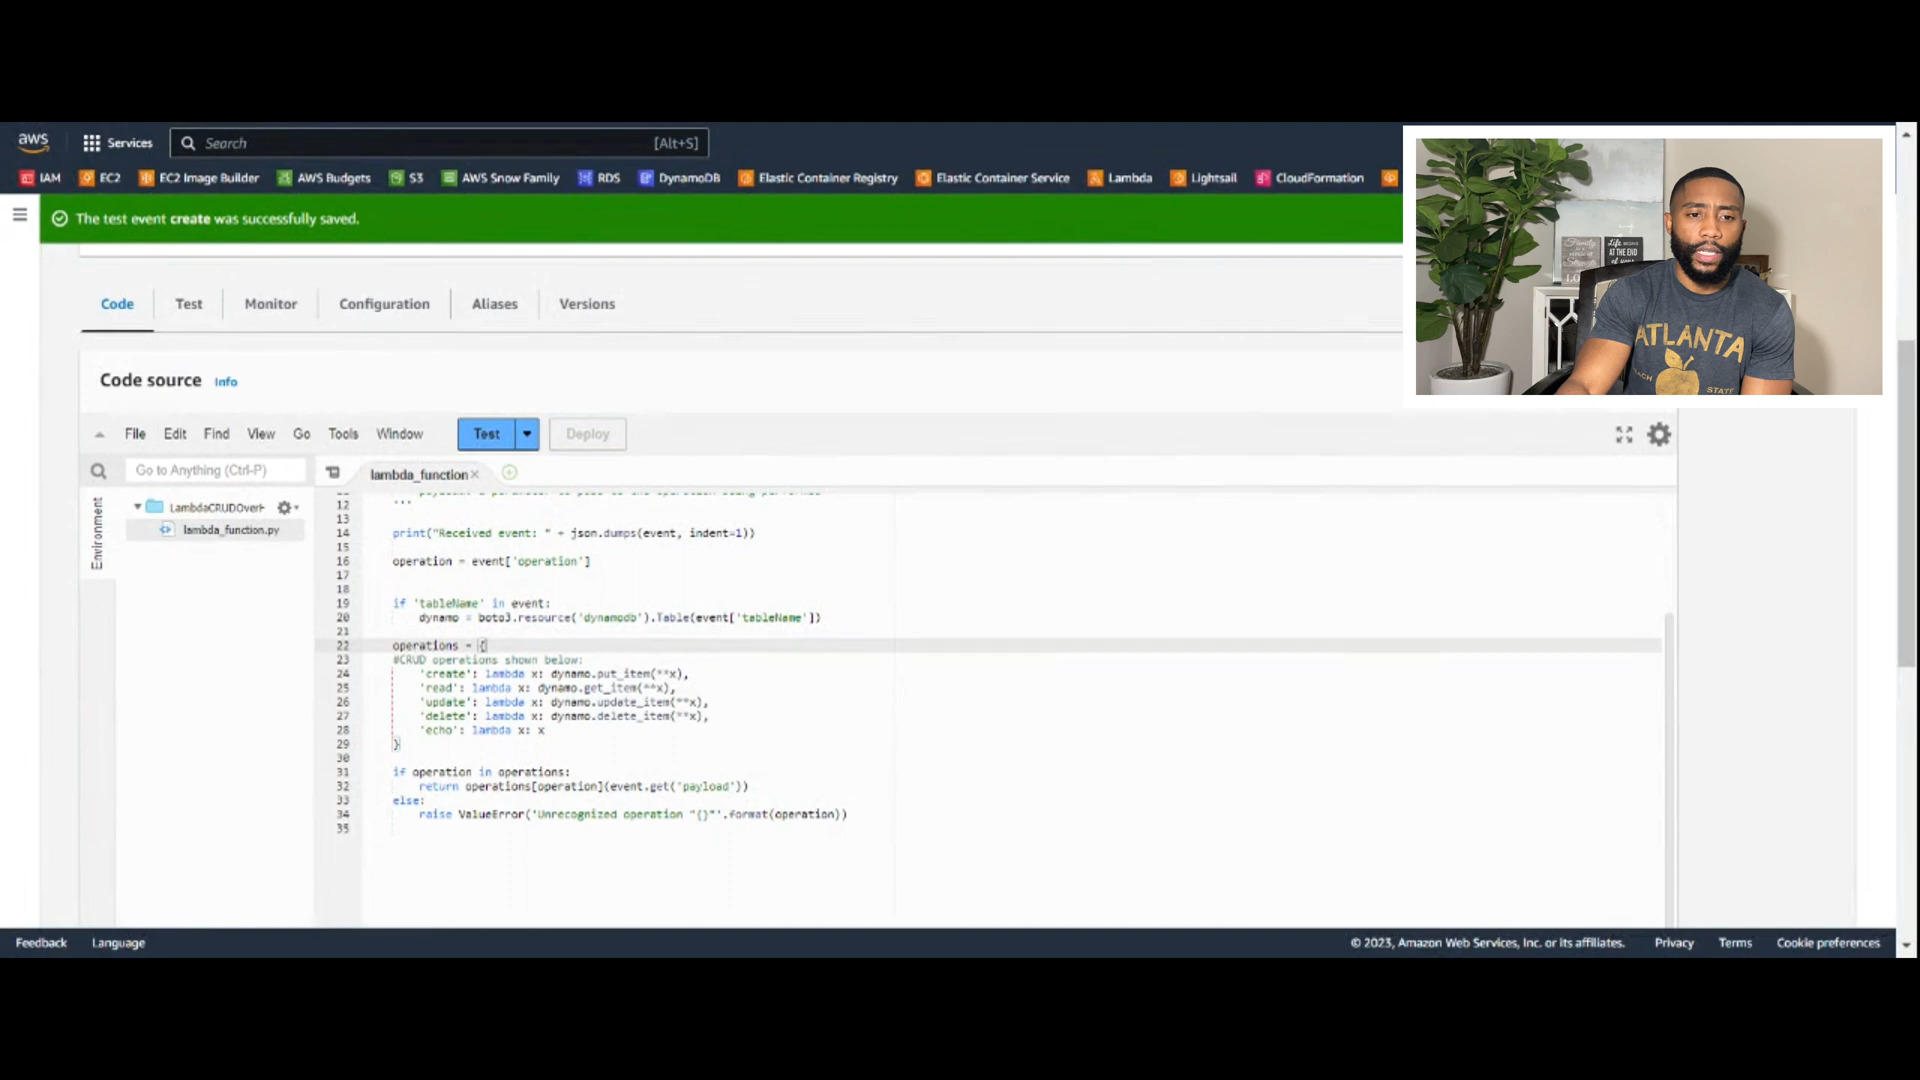 aws
Services
Search
[Alt+S]
IAM
EC2
EC2 Image Builder
AWS Budgets
S3
AWS Snow Family
RDS
DynamoDB
Elastic Container Registry
Elastic Container Service
Lambda
Lightsail
CloudFormation
The test event create was successfully saved.
Code
Test
Monitor
Configuration
Aliases
Versions
Code source Info
File
Edit
Find
View
Go
Tools
Window
Test
Deploy
Go to Anything (Ctrl-P)
lambda_function
Environment
LambdaCRUDOverH
lambda_function.py
12 '''
13
14 print("Received event: " + json.dumps(event, indent=1))
15
16 operation = event['operation']
17
18
19 if 'tableName' in event:
20 dynamo = boto3.resource('dynamodb').Table(event['tableName'])
21
22 operations = {
23 #CRUD operations shown below:
24 'create': lambda x: dynamo.put_item(**x),
25 'read': lambda x: dynamo.get_item(**x),
26 'update': lambda x: dynamo.update_item(**x),
27 'delete': lambda x: dynamo.delete_item(**x),
28 'echo': lambda x: x
29 }
30
31 if operation in operations:
32 return operations[operation](event.get('payload'))
33 else:
34 raise ValueError('Unrecognized operation "{}"'.format(operation))
35
ATLANTA
STATE
AT THE END
Feedback
Language
© 2023, Amazon Web Services, Inc. or its affiliates.
Privacy
Terms
Cookie preferences